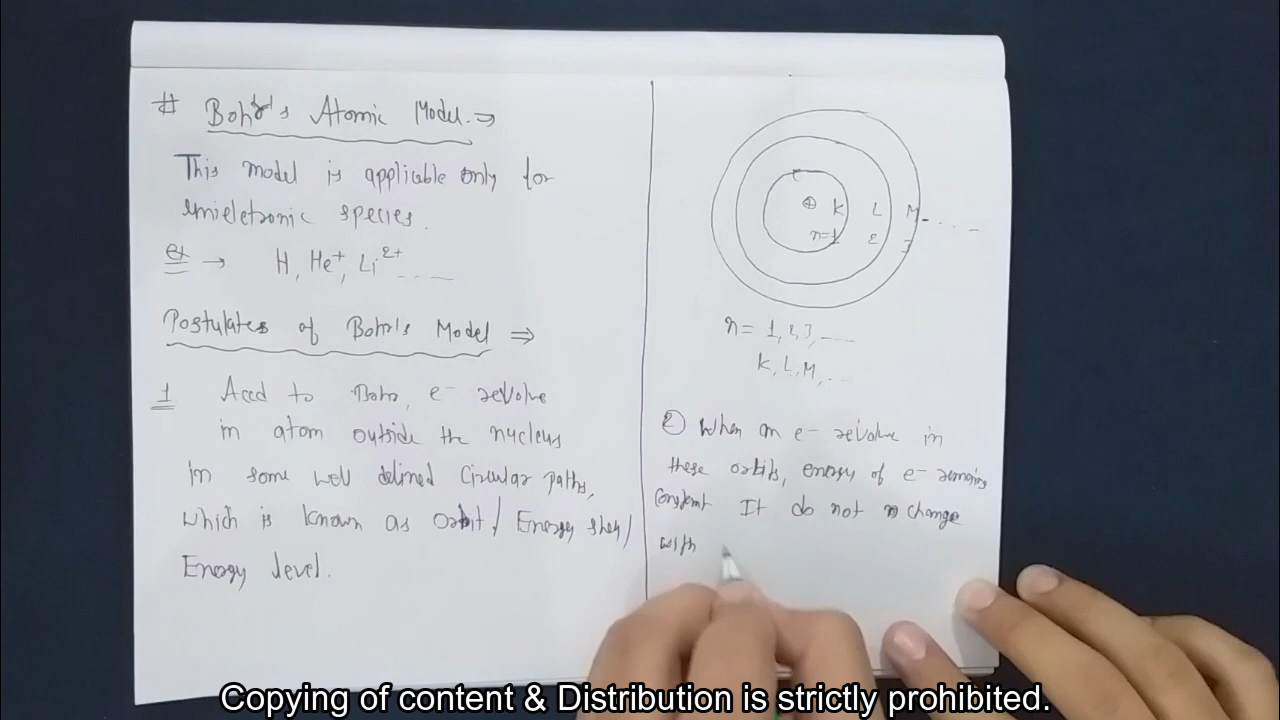 # Bohr's Atomic Model →
This model is applicable only for
unieletronic species.
ex → H, He+, Li2+ ----
Postulates of Bohr's Model ⇒
1 Accd to Bohr, e- revolve
in atom outside the nucleus
in some well defined Circular paths,
which is known as orbit / Energy shell /
Energy level.
+ K L M - - - -
n=1 2 3
n = 1, 2, 3, ----
K, L, M, ---
② When an e- revolve in
these orbits, energy of e- remains
Constant It do not change
with
Copying of content & Distribution is strictly prohibited.